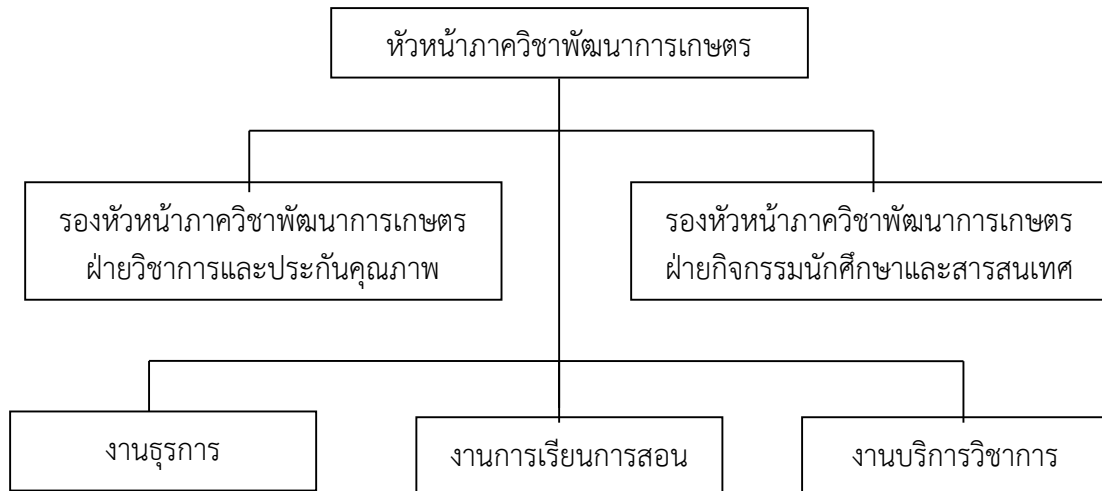 หัวหน้าภาควิชาพัฒนาการเกษตร
รองหัวหน้าภาควิชาพัฒนาการเกษตร
ฝ่ายวิชาการและประกันคุณภาพ
รองหัวหน้าภาควิชาพัฒนาการเกษตร
ฝ่ายกิจกรรมนักศึกษาและสารสนเทศ
งานธุรการ
งานการเรียนการสอน
งานบริการวิชาการ